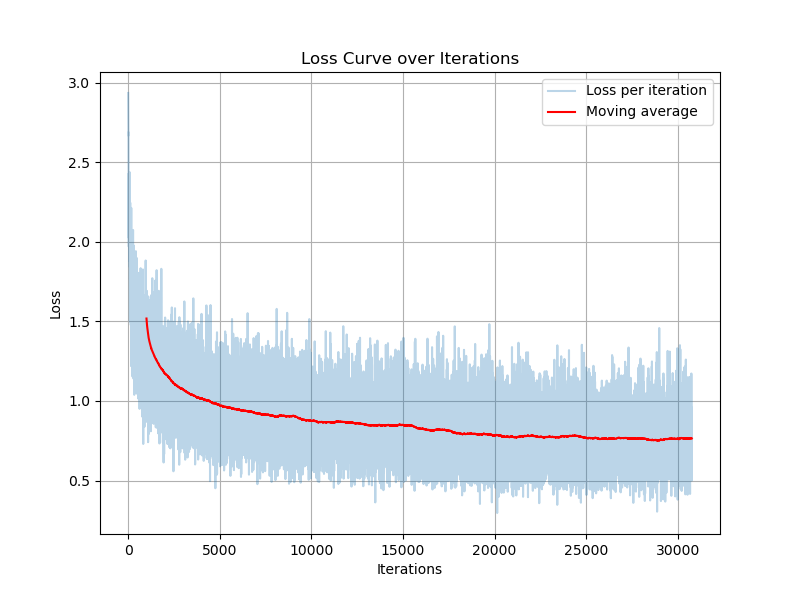 Loss Curve over Iterations
Loss per iteration
Moving average
3.0
2.5
2.0
1.5
1.0
0.5
Loss
0 5000 10000 15000 20000 25000 30000
Iterations